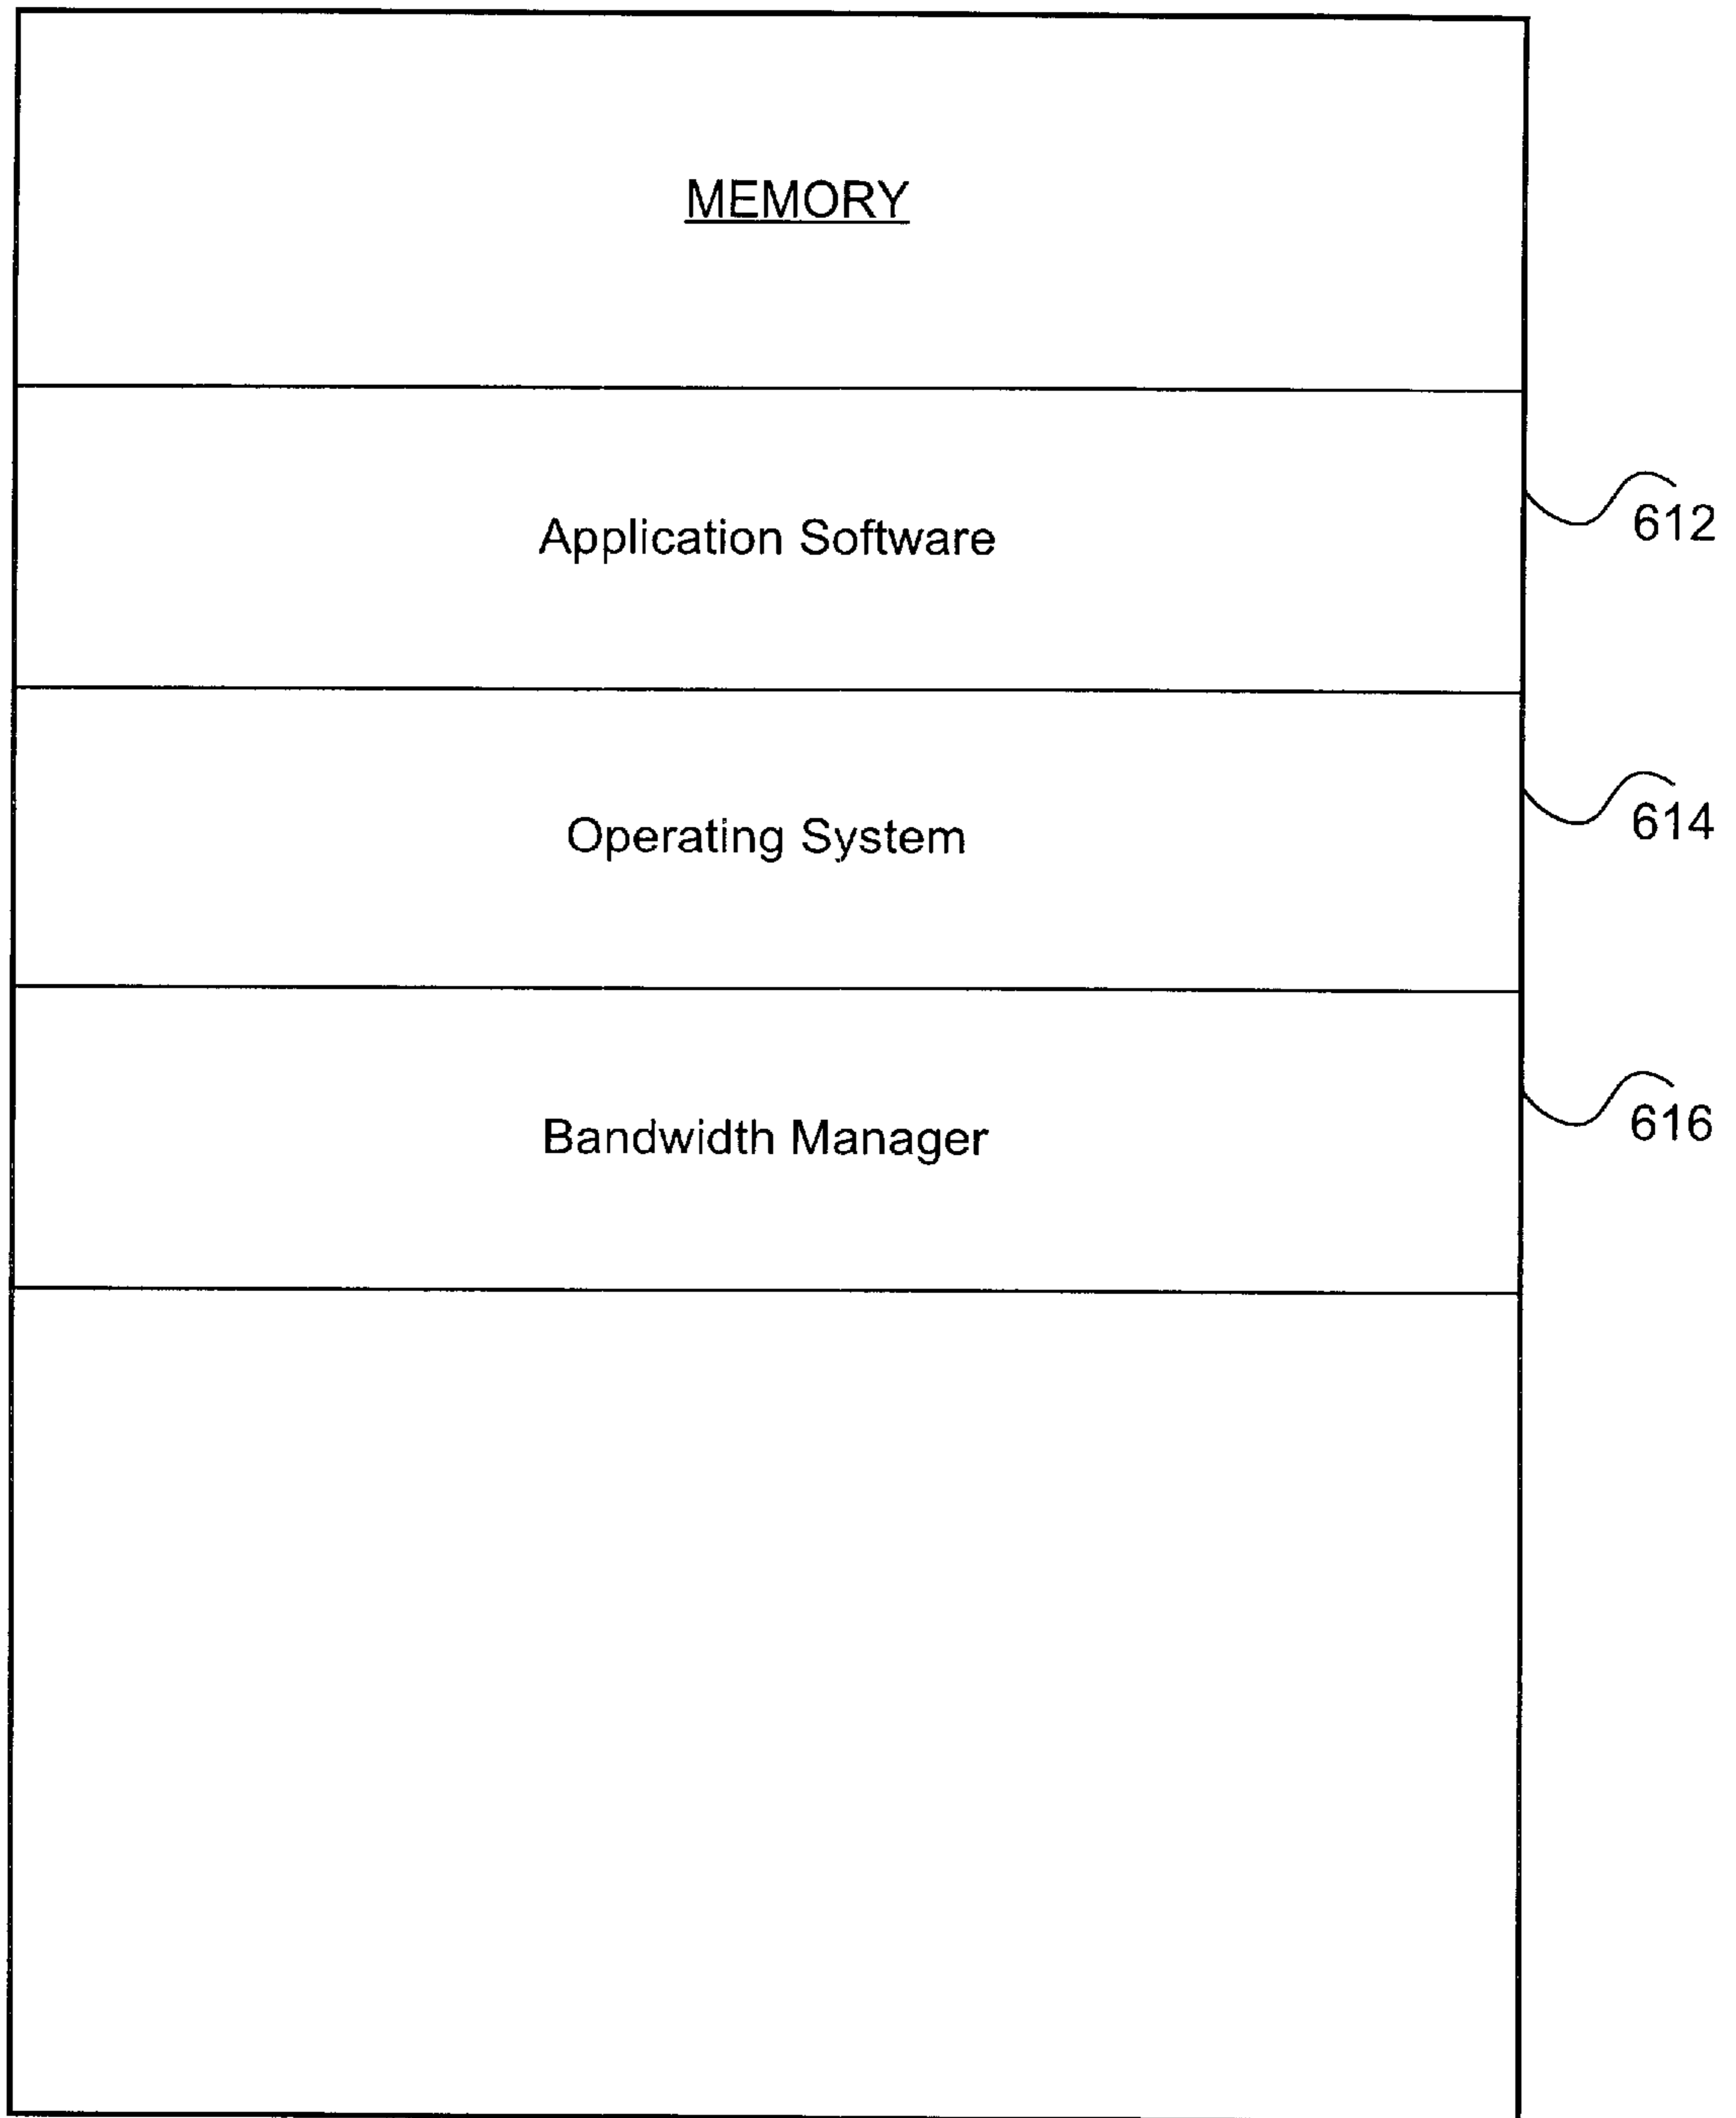 MEMORY
Application Software
612
Operating System
614
Bandwidth Manager
616